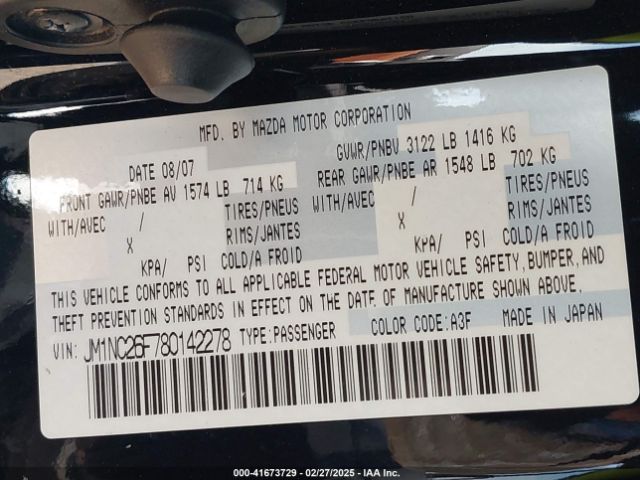 MFD. BY MAZDA MOTOR CORPORATION
DATE 08/07 GVWR/PNBV 3122 LB 1416 KG
FRONT GAWR/PNBE AV 1574 LB 714 KG REAR GAWR/PNBE AR 1548 LB 702 KG
WITH/AVEC / TIRES/PNEUS WITH/AVEC / TIRES/PNEUS
X RIMS/JANTES X RIMS/JANTES
KPA/ PSI COLD/A FROID KPA/ PSI COLD/A FROID
THIS VEHICLE CONFORMS TO ALL APPLICABLE FEDERAL MOTOR VEHICLE SAFETY, BUMPER, AND
THEFT PREVENTION STANDARDS IN EFFECT ON THE DATE OF MANUFACTURE SHOWN ABOVE.
VIN: JM1NC26F780142278 TYPE:PASSENGER COLOR CODE:A3F MADE IN JAPAN
000-41673729 - 02/27/2025 - IAA Inc.